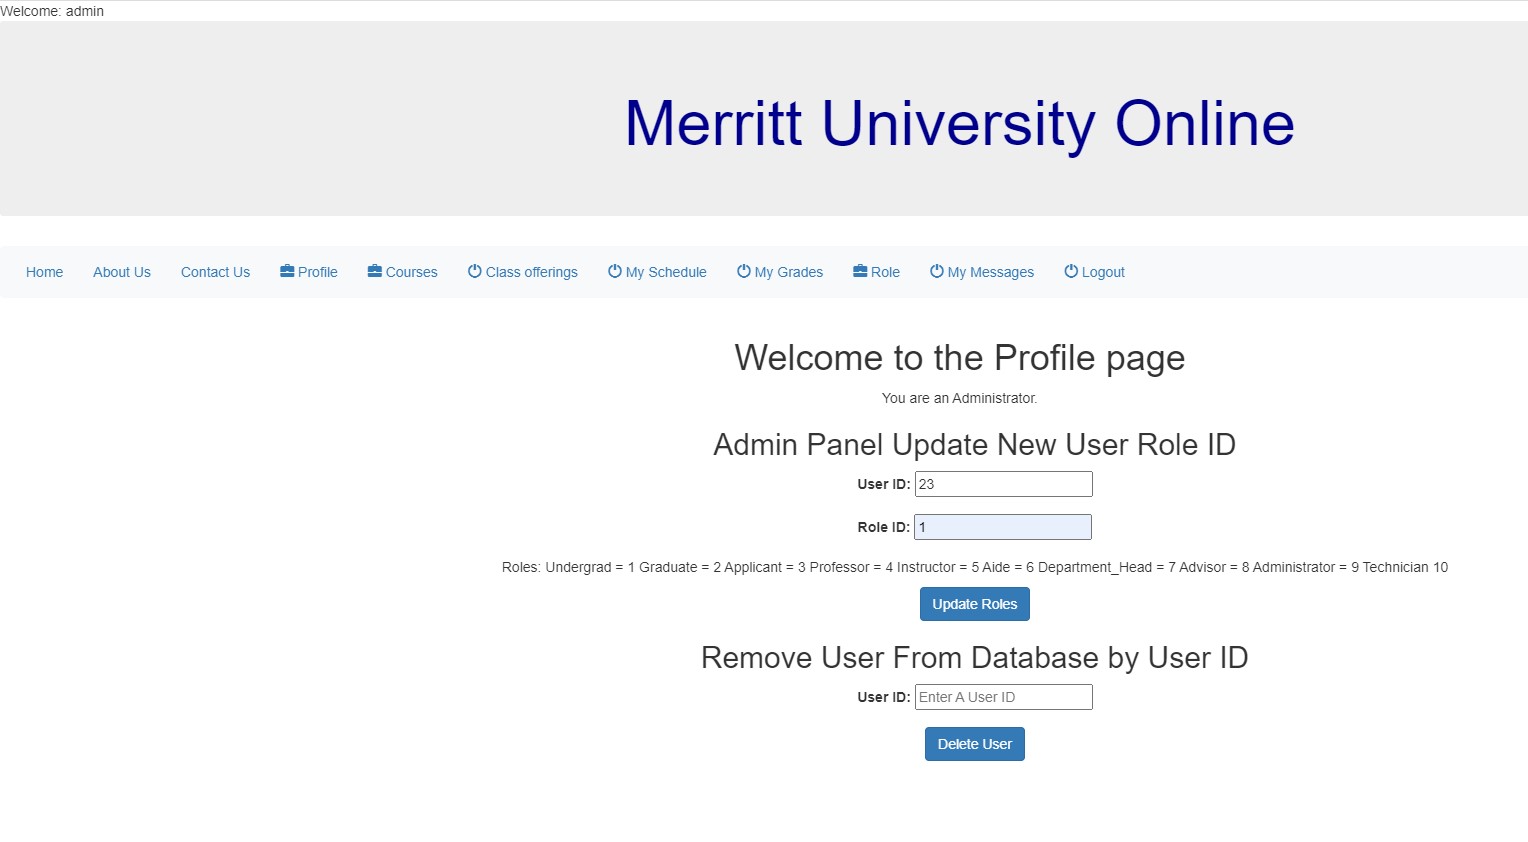 Welcome: admin
Merritt University Online
Home About Us Contact Us Profile Courses Class offerings My Schedule My Grades Role My Messages Logout
Welcome to the Profile page
You are an Administrator.
Admin Panel Update New User Role ID
User ID: 23
Role ID: 1
Roles: Undergrad = 1 Graduate = 2 Applicant = 3 Professor = 4 Instructor = 5 Aide = 6 Department_Head = 7 Advisor = 8 Administrator = 9 Technician 10
Update Roles
Remove User From Database by User ID
User ID: Enter A User ID
Delete User